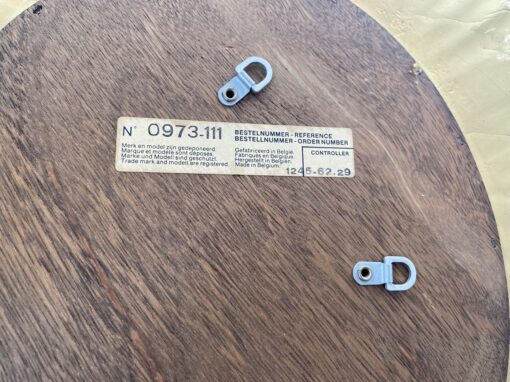 N° 0973-111
BESTELNUMMER - REFERENCE
BESTELLNUMMER - ORDER NUMBER
Merk en model zijn gedeponeerd
Marque et modèle sont déposés.
Marke und Modell sind geschützt.
Trade mark and model are registered.
Gefabriceerd in België.
Fabriqués en Belgique.
Hergestellt in Belgien.
Made in Belgium.
CONTROLLER
1245-62.29